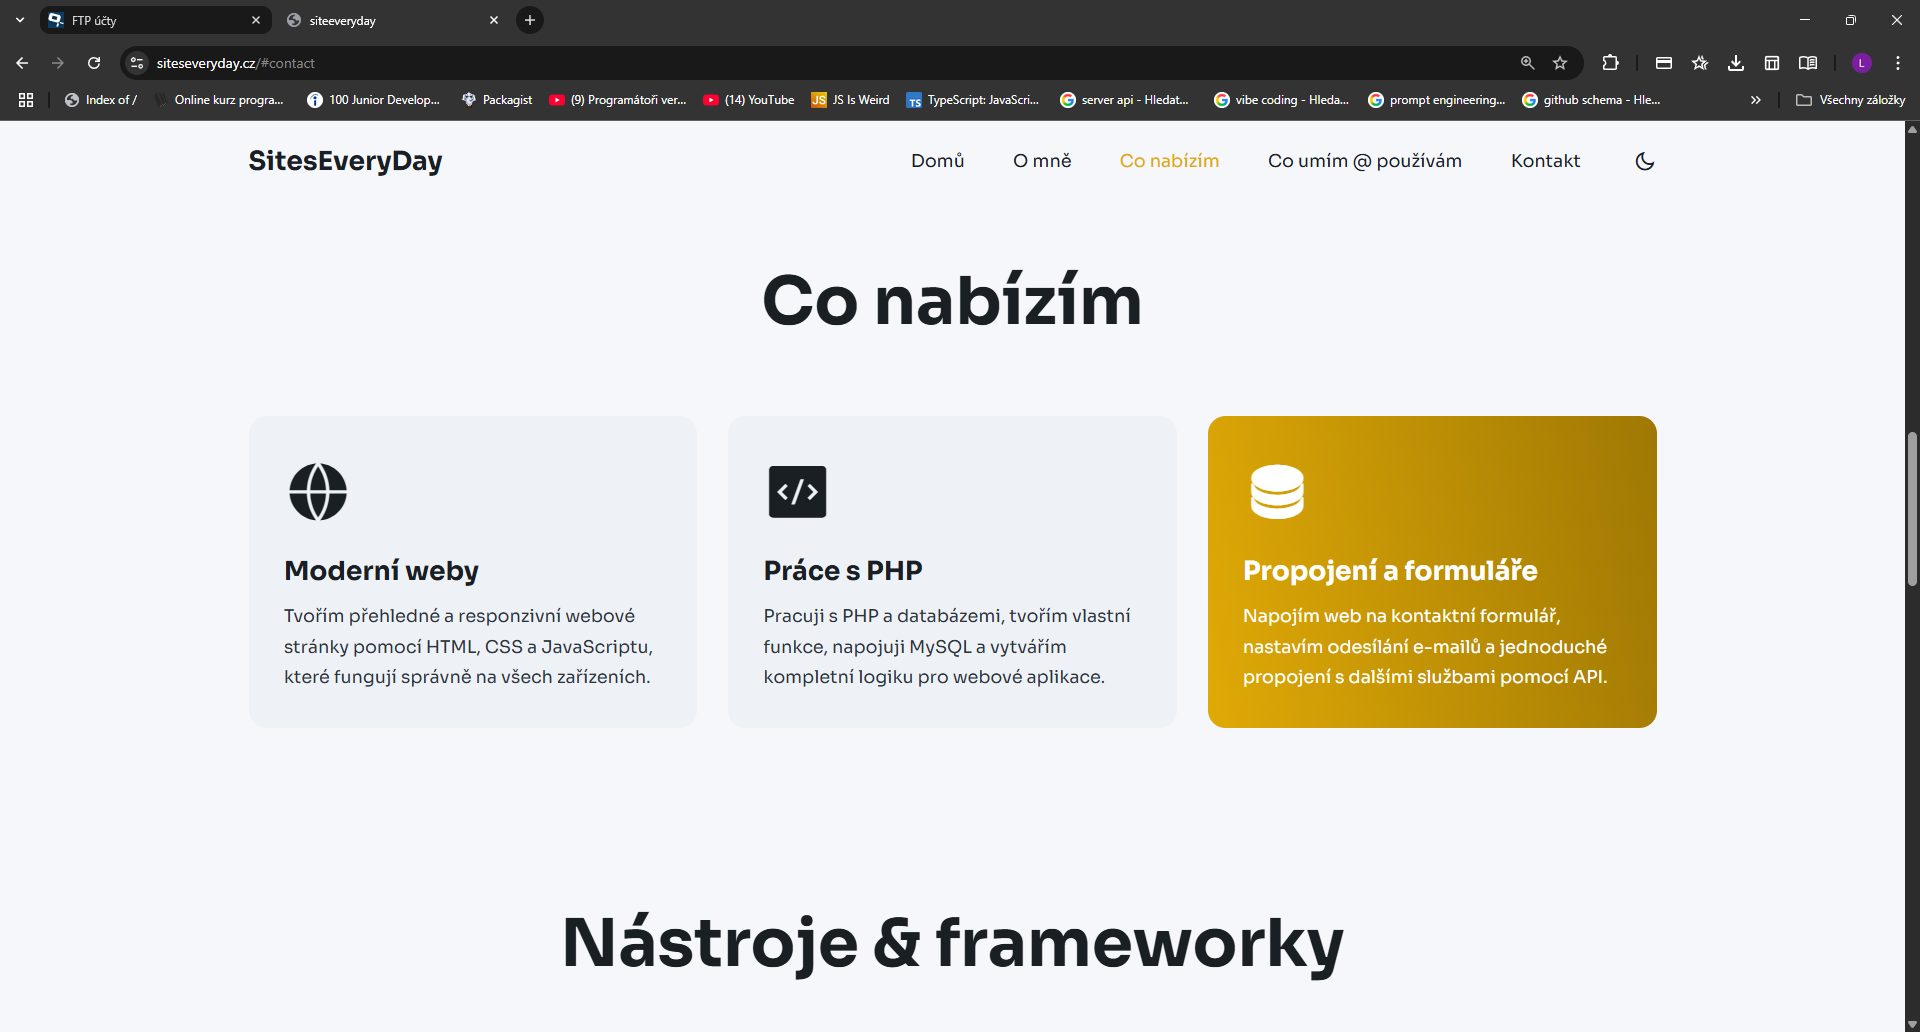 FTP účty
siteeveryday
siteseveryday.cz/#contact
L
Index of /
Online kurz progra...
100 Junior Develop...
Packagist
(9) Programátoři ver...
(14) YouTube
JS JS Is Weird
TS TypeScript: JavaScri...
server api - Hledat...
vibe coding - Hleda...
prompt engineering...
github schema - Hle...
Všechny záložky
SitesEveryDay
Domů
O mně
Co nabízím
Co umím @ používám
Kontakt
Co nabízím
Moderní weby
Tvořím přehledné a responzivní webové
stránky pomocí HTML, CSS a JavaScriptu,
které fungují správně na všech zařízeních.
Práce s PHP
Pracuji s PHP a databázemi, tvořím vlastní
funkce, napojuji MySQL a vytvářím
kompletní logiku pro webové aplikace.
Propojení a formuláře
Napojím web na kontaktní formulář,
nastavím odesílání e-mailů a jednoduché
propojení s dalšími službami pomocí API.
Nástroje & frameworky